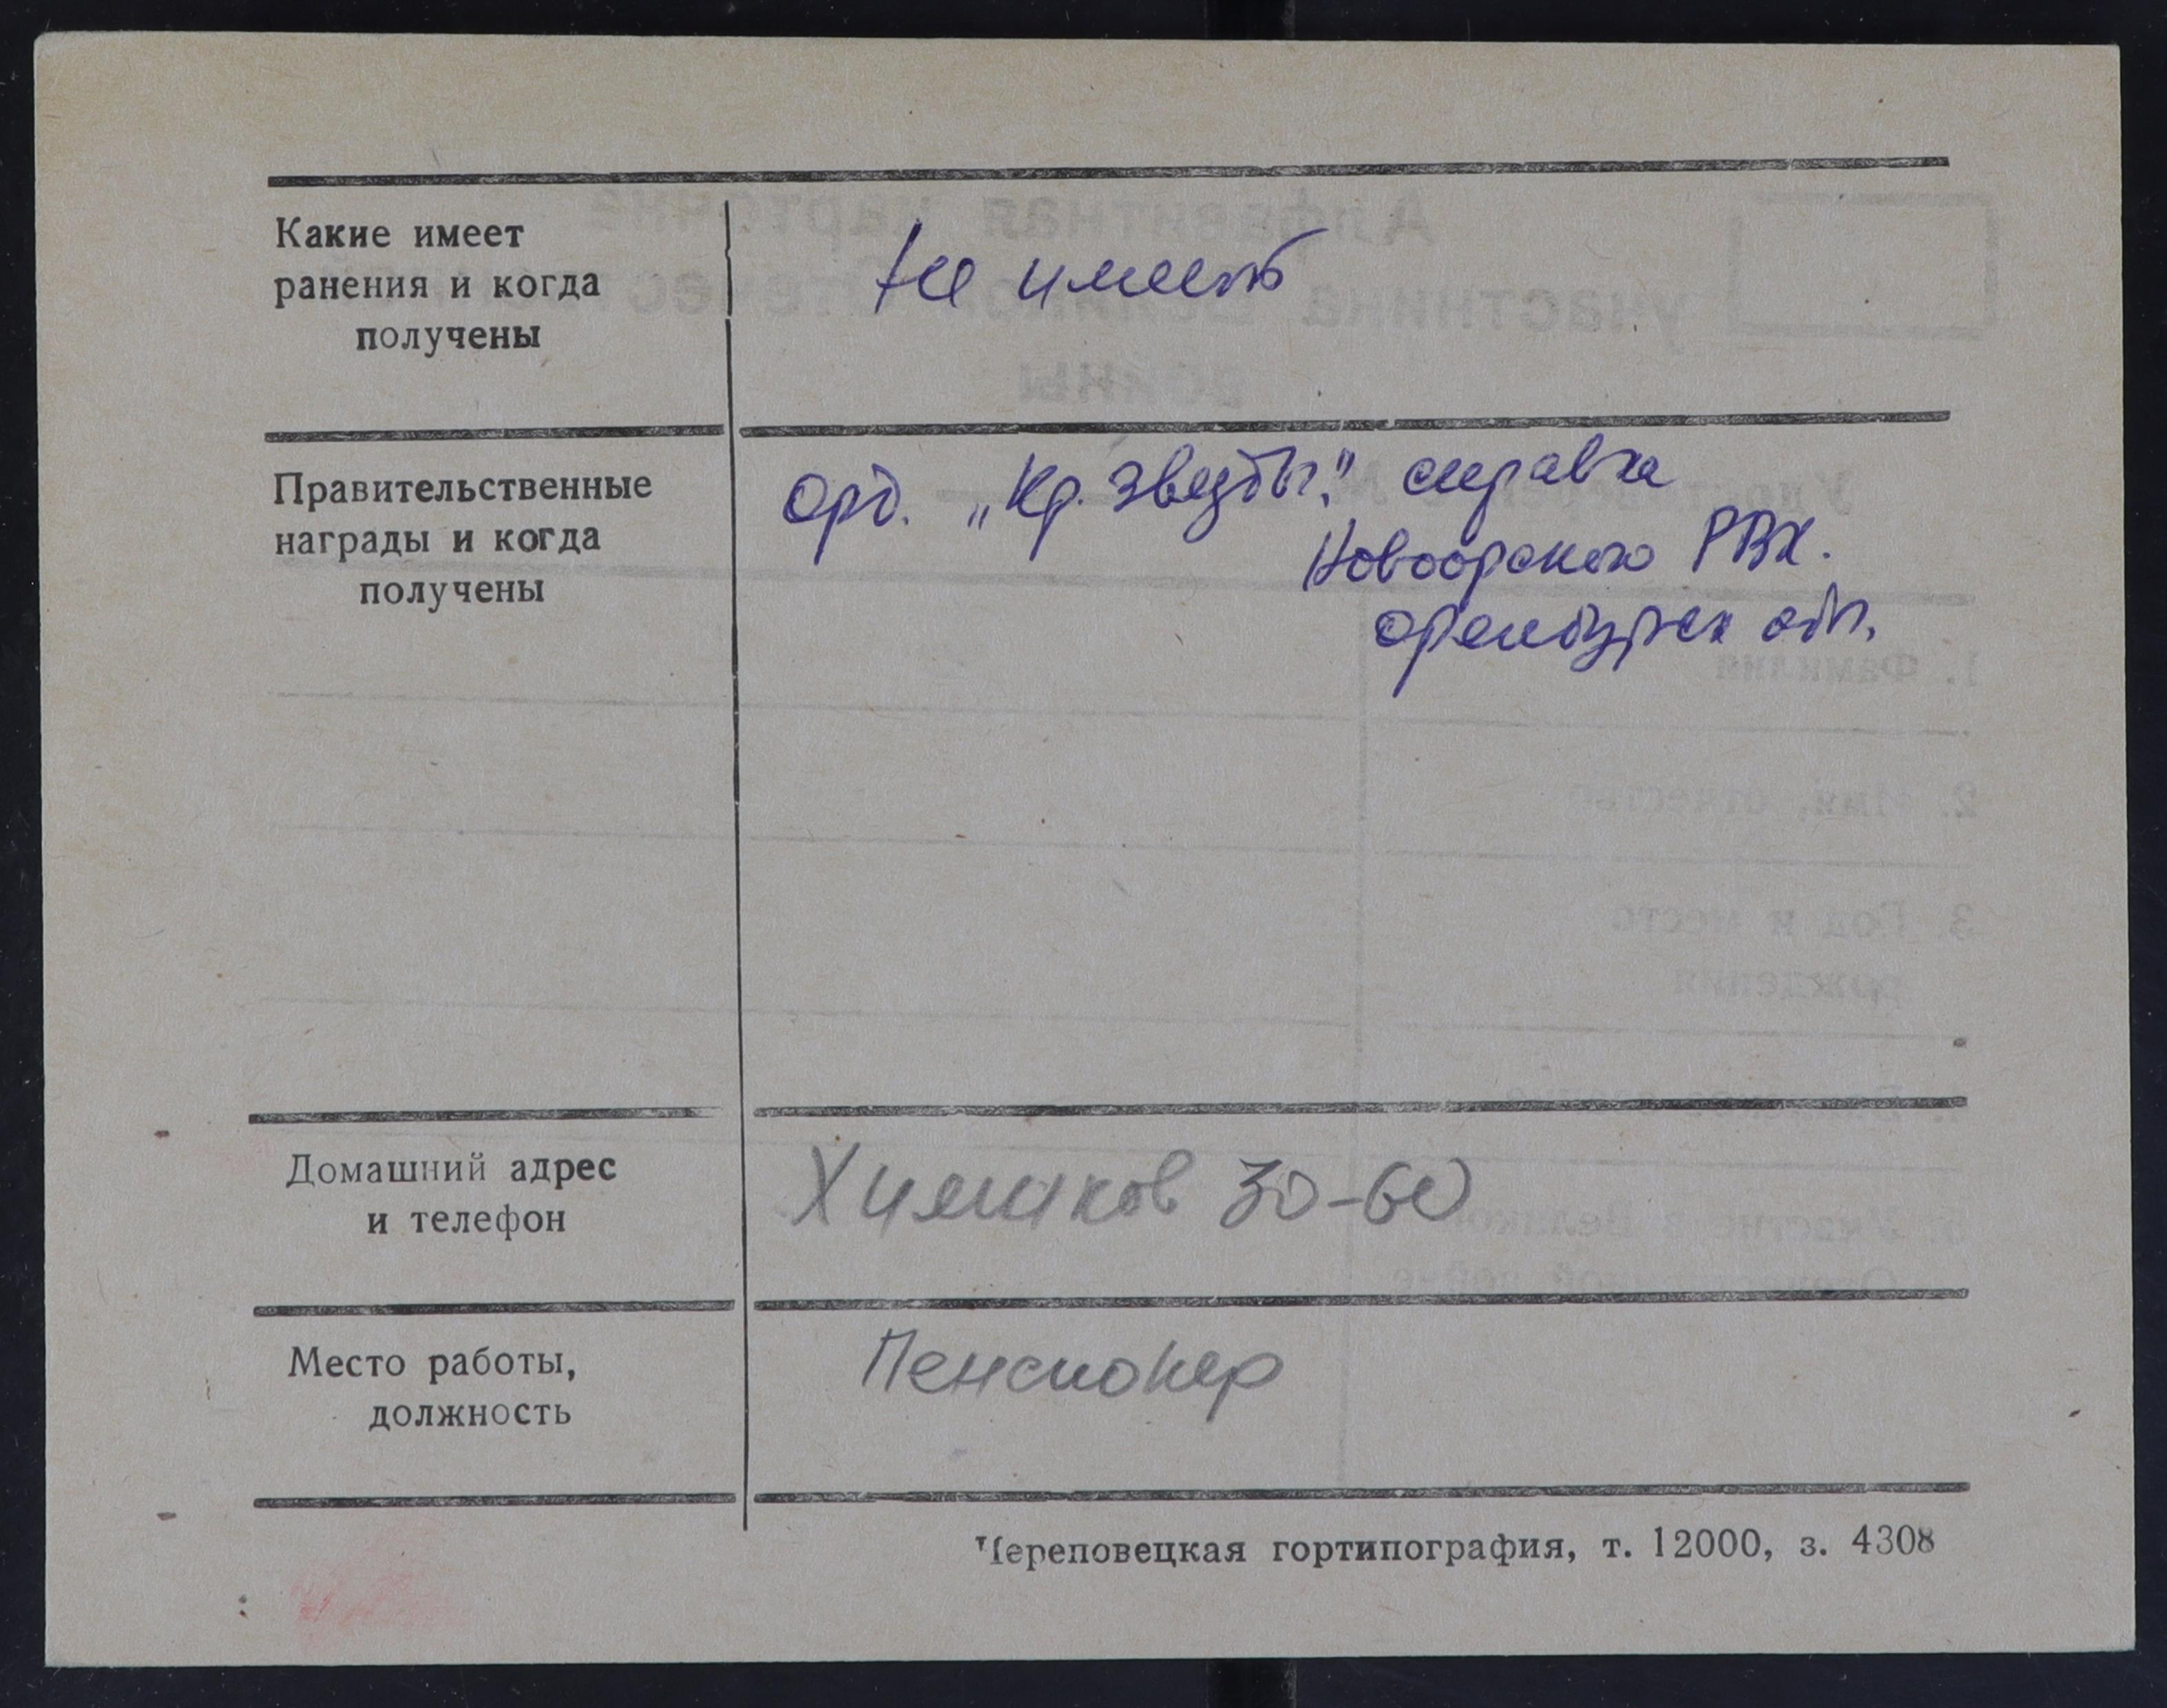 Какие имеет
ранения и когда
получены
Не имеет
Правительственные
награды и когда
получены
Орд. „Кр. звезды", справка
Новоорского РВК.
Оренбургск обл.
Домашний адрес
и телефон
Химиков 30-60
Место работы,
должность
Пенсионер
Череповецкая гортипография, т. 12000, з. 4308